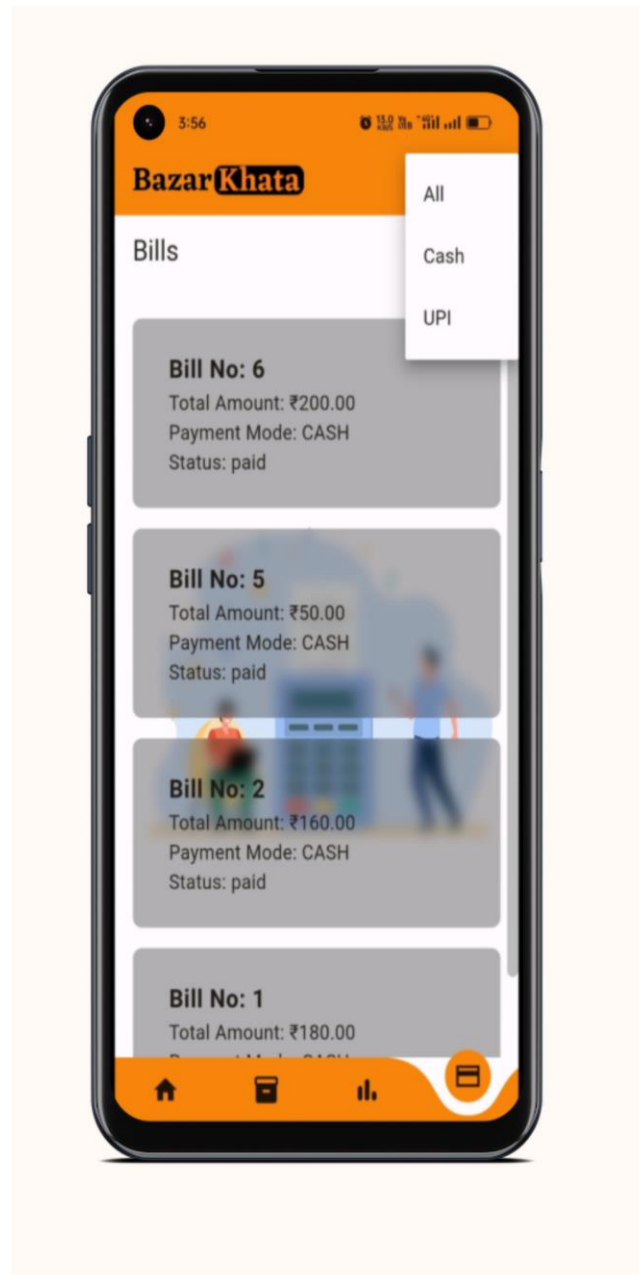 3:56
Bazar Khata
All
Cash
UPI
Bills
Bill No: 6
Total Amount: ₹200.00
Payment Mode: CASH
Status: paid
Bill No: 5
Total Amount: ₹50.00
Payment Mode: CASH
Status: paid
Bill No: 2
Total Amount: ₹160.00
Payment Mode: CASH
Status: paid
Bill No: 1
Total Amount: ₹180.00